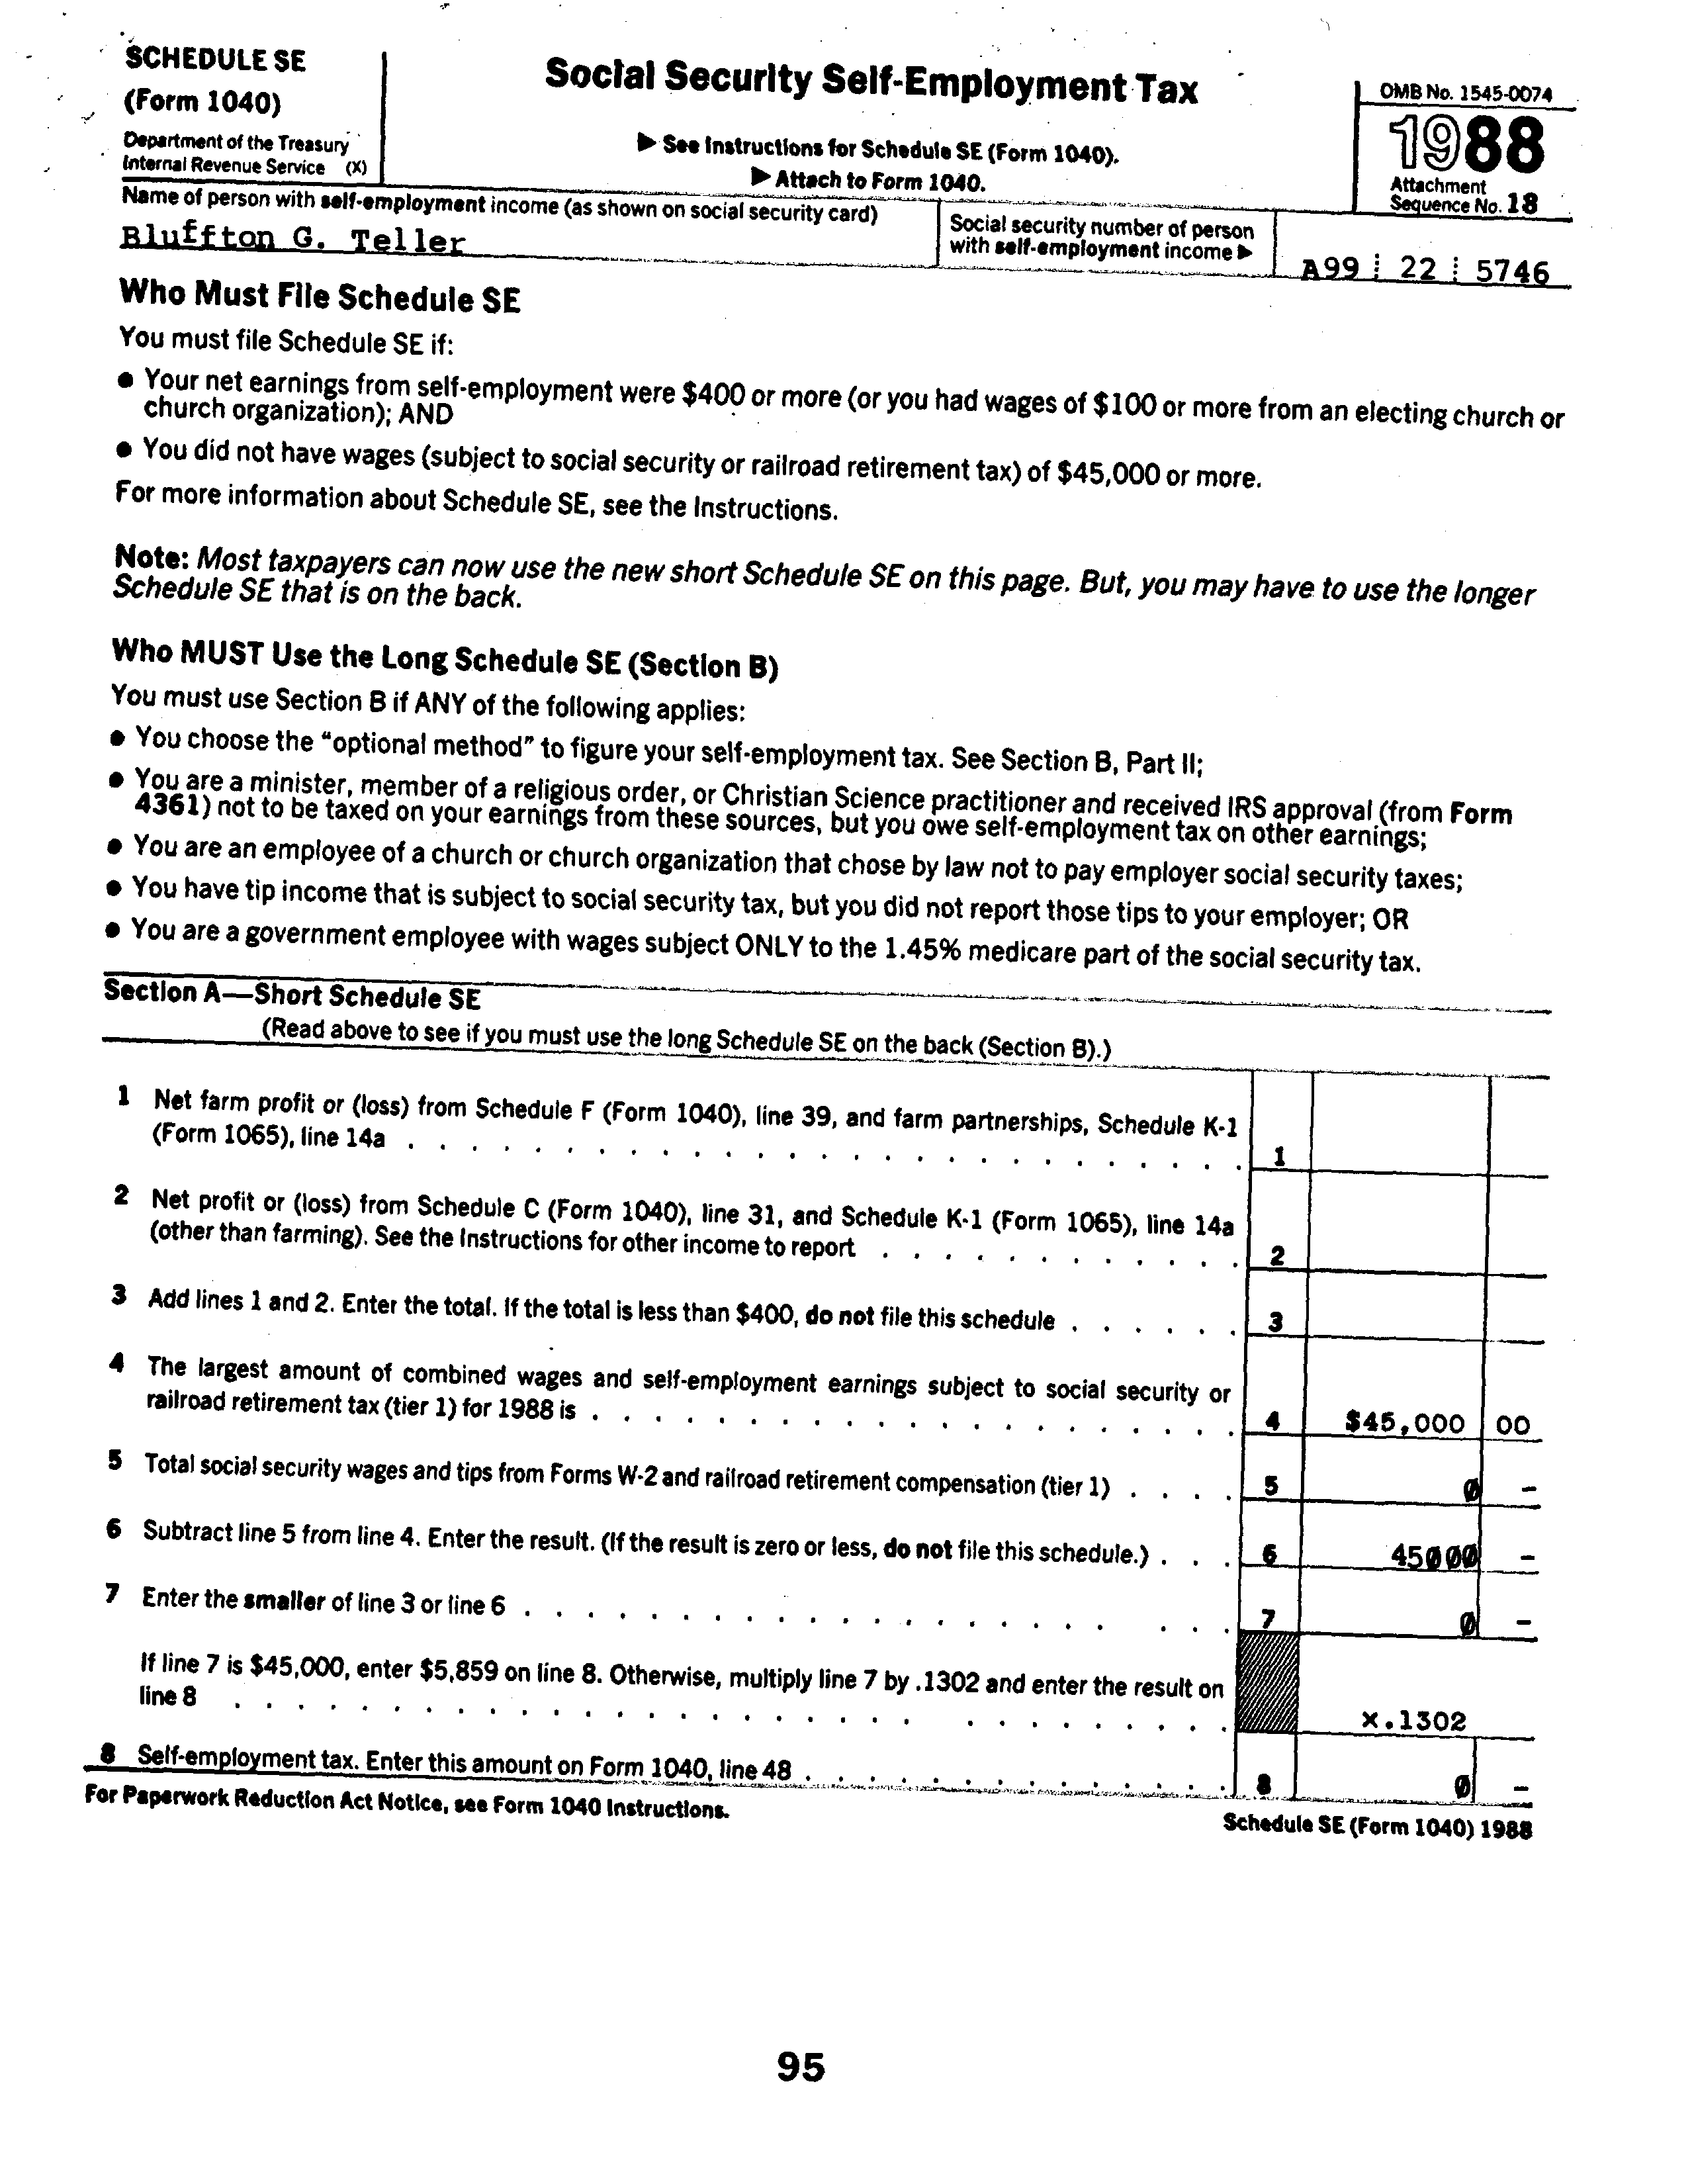 SCHEDULE SE
(Form 1040)
Department of the Treasury
Internal Revenue Service (X)
Social Security Self-Employment Tax
▶ See Instructions for Schedule SE (Form 1040).
▶ Attach to Form 1040.
OMB No. 1545-0074
1988
Attachment
Sequence No. 18
Name of person with self-employment income (as shown on social security card)
Bluffton G. Teller
Social security number of person
with self-employment income ▶
A99 22 5746
Who Must File Schedule SE
You must file Schedule SE if:
● Your net earnings from self-employment were $400 or more (or you had wages of $100 or more from an electing church or
church organization); AND
● You did not have wages (subject to social security or railroad retirement tax) of $45,000 or more.
For more information about Schedule SE, see the Instructions.
Note: Most taxpayers can now use the new short Schedule SE on this page. But, you may have to use the longer
Schedule SE that is on the back.
Who MUST Use the Long Schedule SE (Section B)
You must use Section B if ANY of the following applies:
● You choose the "optional method" to figure your self-employment tax. See Section B, Part II;
● You are a minister, member of a religious order, or Christian Science practitioner and received IRS approval (from Form
4361) not to be taxed on your earnings from these sources, but you owe self-employment tax on other earnings;
● You are an employee of a church or church organization that chose by law not to pay employer social security taxes;
● You have tip income that is subject to social security tax, but you did not report those tips to your employer; OR
● You are a government employee with wages subject ONLY to the 1.45% medicare part of the social security tax.
Section A—Short Schedule SE
(Read above to see if you must use the long Schedule SE on the back (Section B).)
1 Net farm profit or (loss) from Schedule F (Form 1040), line 39, and farm partnerships, Schedule K-1
(Form 1065), line 14a . . . . . . . . . . . . . . . . . . . . . . . . . . . 1
2 Net profit or (loss) from Schedule C (Form 1040), line 31, and Schedule K-1 (Form 1065), line 14a
(other than farming). See the Instructions for other income to report . . . . . . . . . . . . 2
3 Add lines 1 and 2. Enter the total. If the total is less than $400, do not file this schedule . . . . . . 3
4 The largest amount of combined wages and self-employment earnings subject to social security or
railroad retirement tax (tier 1) for 1988 is . . . . . . . . . . . . . . . . . . . . . 4 $45,000 00
5 Total social security wages and tips from Forms W-2 and railroad retirement compensation (tier 1) . . . . 5 0 –
6 Subtract line 5 from line 4. Enter the result. (If the result is zero or less, do not file this schedule.) . . . 6 45000 –
7 Enter the smaller of line 3 or line 6 . . . . . . . . . . . . . . . . . . . . . . 7 0 –
If line 7 is $45,000, enter $5,859 on line 8. Otherwise, multiply line 7 by .1302 and enter the result on
line 8 . . . . . . . . . . . . . . . . . . . . . . . . . . . . . . . x.1302
8 Self-employment tax. Enter this amount on Form 1040, line 48 . . . . . . . . . . . . . . 8 0 –
For Paperwork Reduction Act Notice, see Form 1040 Instructions.
Schedule SE (Form 1040) 1988
95